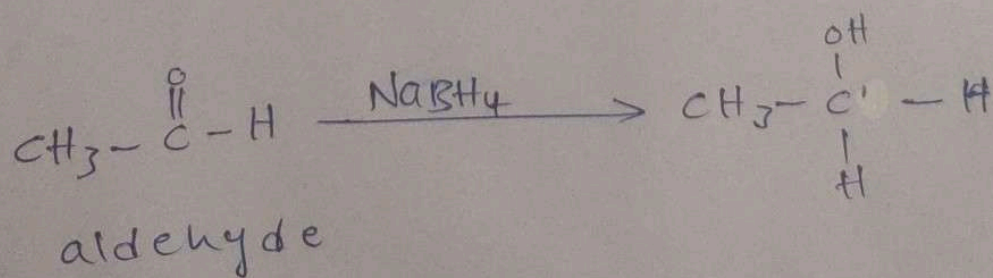 OH
O
NaBH4
CH3-C-H → CH3-C'-H
H
aldehyde